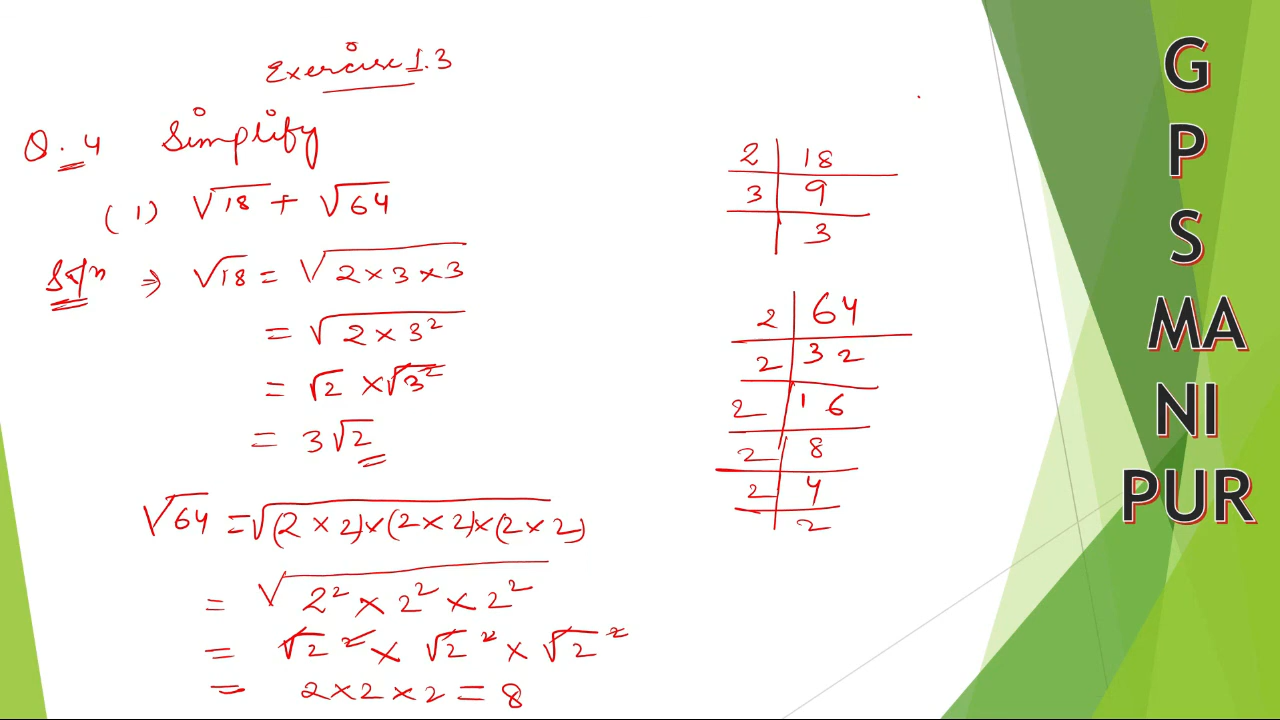 Exercise 1.3
Q. 4 Simplify
(1) √18 + √64
Solⁿ ⇒ √18 = √2 × 3 × 3
= √2 × 3²
= √2 × √3²
= 3√2
√64 = √(2 × 2) × (2 × 2) × (2 × 2)
= √2² × 2² × 2²
= √2² × √2² × √2²
= 2 × 2 × 2 = 8
2 | 18
3 | 9
| 3
2 | 64
2 | 32
2 | 16
2 | 8
2 | 4
2
G
P
S
MA
NI
PUR